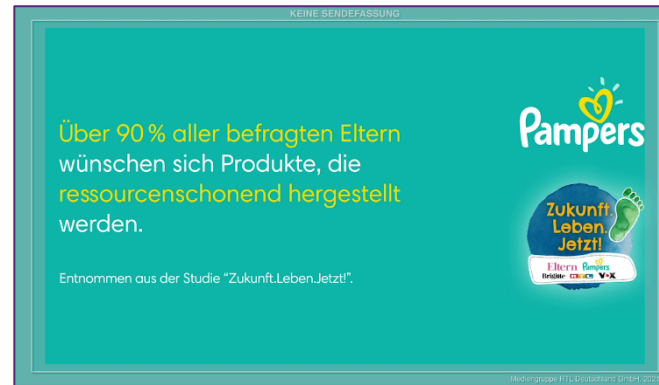 KEINE SENDEFASSUNG
Über 90 % aller befragten Eltern
wünschen sich Produkte, die
ressourcenschonend hergestellt
werden.
Entnommen aus der Studie “Zukunft.Leben.Jetzt!”.
Pampers
Zukunft.
Leben.
Jetzt!
Eltern Pampers
Brigitte RTL VOX
Mediengruppe RTL Deutschland GmbH, 2021